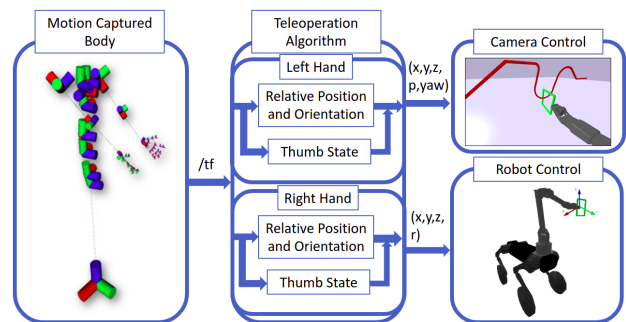 Motion Captured
Body
/tf
Teleoperation
Algorithm
Left Hand
Relative Position
and Orientation
Thumb State
Right Hand
Relative Position
and Orientation
Thumb State
(x,y,z,
p,yaw)
(x,y,z,
r)
Camera Control
Robot Control